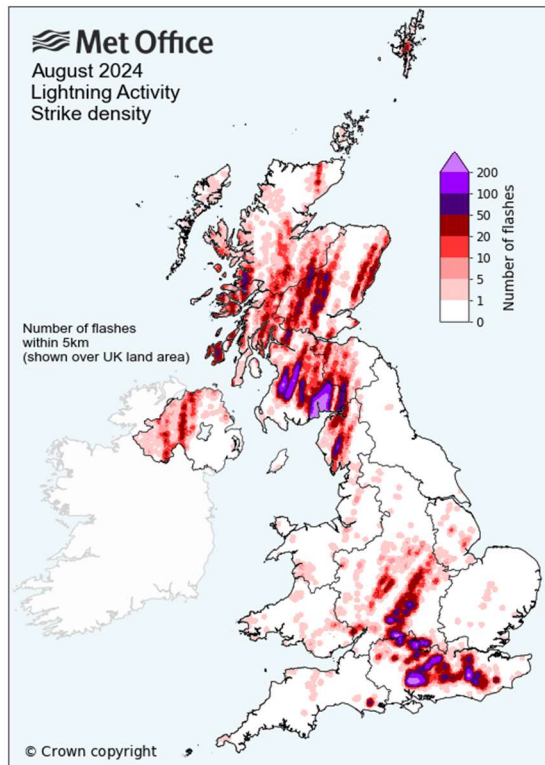 Met Office
August 2024
Lightning Activity
Strike density
200
100
50
20
10
5
1
0
Number of flashes
Number of flashes
within 5km
(shown over UK land area)
© Crown copyright